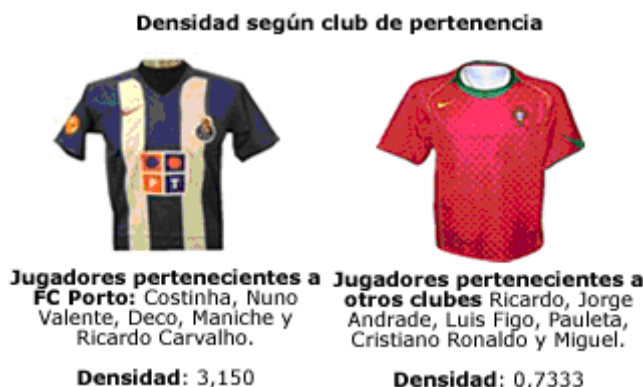 Densidad según club de pertenencia
P T
Jugadores pertenecientes a
FC Porto: Costinha, Nuno
Valente, Deco, Maniche y
Ricardo Carvalho.
Densidad: 3,150
Jugadores pertenecientes a
otros clubes Ricardo, Jorge
Andrade, Luis Figo, Pauleta,
Cristiano Ronaldo y Miguel.
Densidad: 0,7333